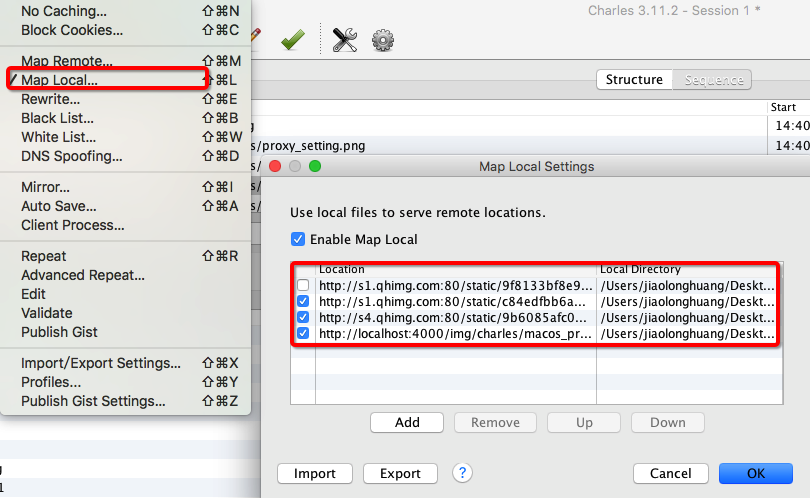 No Caching... ⇧⌘N
Block Cookies... ⇧⌘C
Map Remote... ⇧⌘M
Map Local... ⇧⌘L
Rewrite... ⇧⌘E
Black List... ⇧⌘B
White List... ⇧⌘W
DNS Spoofing... ⇧⌘D
Mirror... ⇧⌘I
Auto Save... ⇧⌘A
Client Process...
Repeat ⇧⌘R
Advanced Repeat...
Edit
Validate
Publish Gist
Import/Export Settings... ⇧⌘X
Profiles... ⇧⌘Y
Publish Gist Settings... ⇧⌘Z
Charles 3.11.2 - Session 1 *
Structure Sequence
Start
14:40
s/proxy_setting.png 14:40
Map Local Settings
Use local files to serve remote locations.
Enable Map Local
Location Local Directory
http://s1.qhimg.com:80/static/9f8133bf8e9... /Users/jiaolonghuang/Deskt...
http://s1.qhimg.com:80/static/c84edfbb6a... /Users/jiaolonghuang/Deskt...
http://s4.qhimg.com:80/static/9b6085afc0... /Users/jiaolonghuang/Deskt...
http://localhost:4000/img/charles/macos_pr... /Users/jiaolonghuang/Deskt...
Add Remove Up Down
Import Export ? Cancel OK